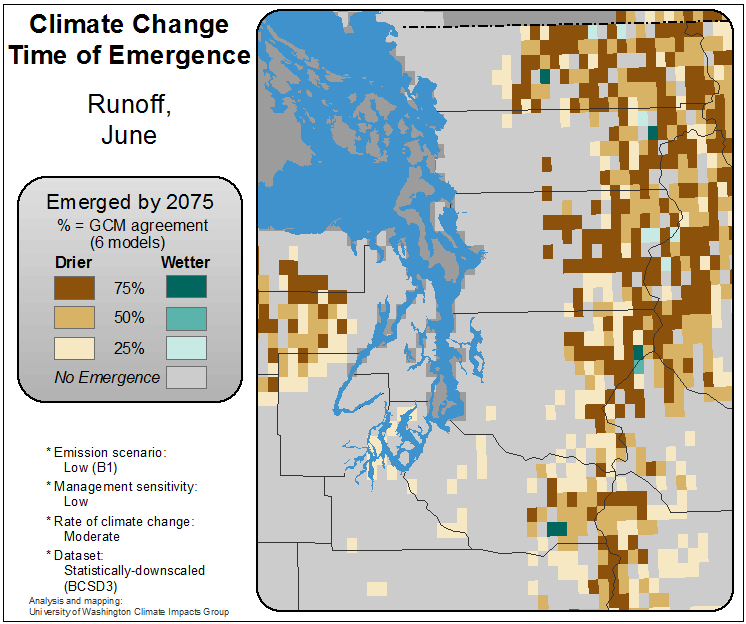 Climate Change
Time of Emergence
Runoff,
June
Emerged by 2075
% = GCM agreement
(6 models)
Drier Wetter
75%
50%
25%
No Emergence
* Emission scenario:
Low (B1)
* Management sensitivity:
Low
* Rate of climate change:
Moderate
* Dataset:
Statistically-downscaled
(BCSD3)
Analysis and mapping:
University of Washington Climate Impacts Group